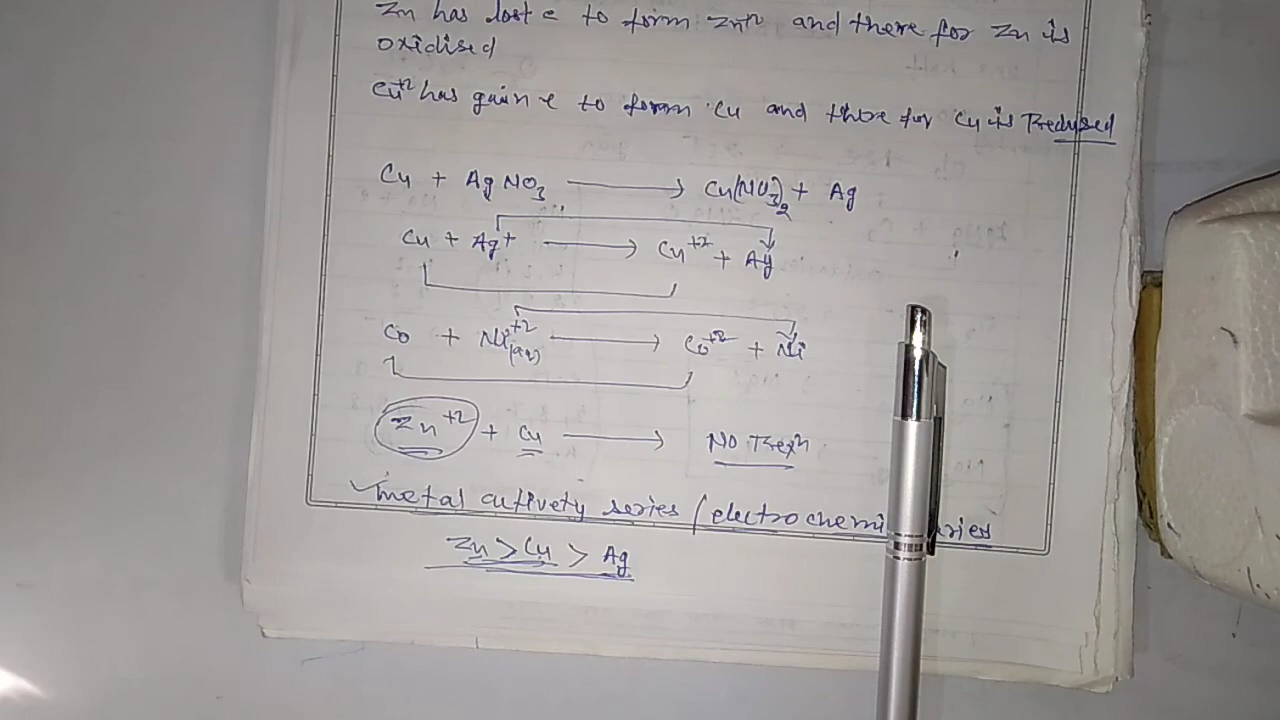 Zn has lost e to form Zn+2 and there for Zn is
oxidised
Cu+2 has gain e to form Cu and there for Cu is Reduced
Cu + AgNO3 → Cu(NO3)2 + Ag
Cu + Ag+ → Cu+2 + Ag
Co + Ni+2(aq) → Co+2 + Ni
Zn+2 + Cu → No Rexn
metal activety series / electrochemi
Zn > Cu > Ag